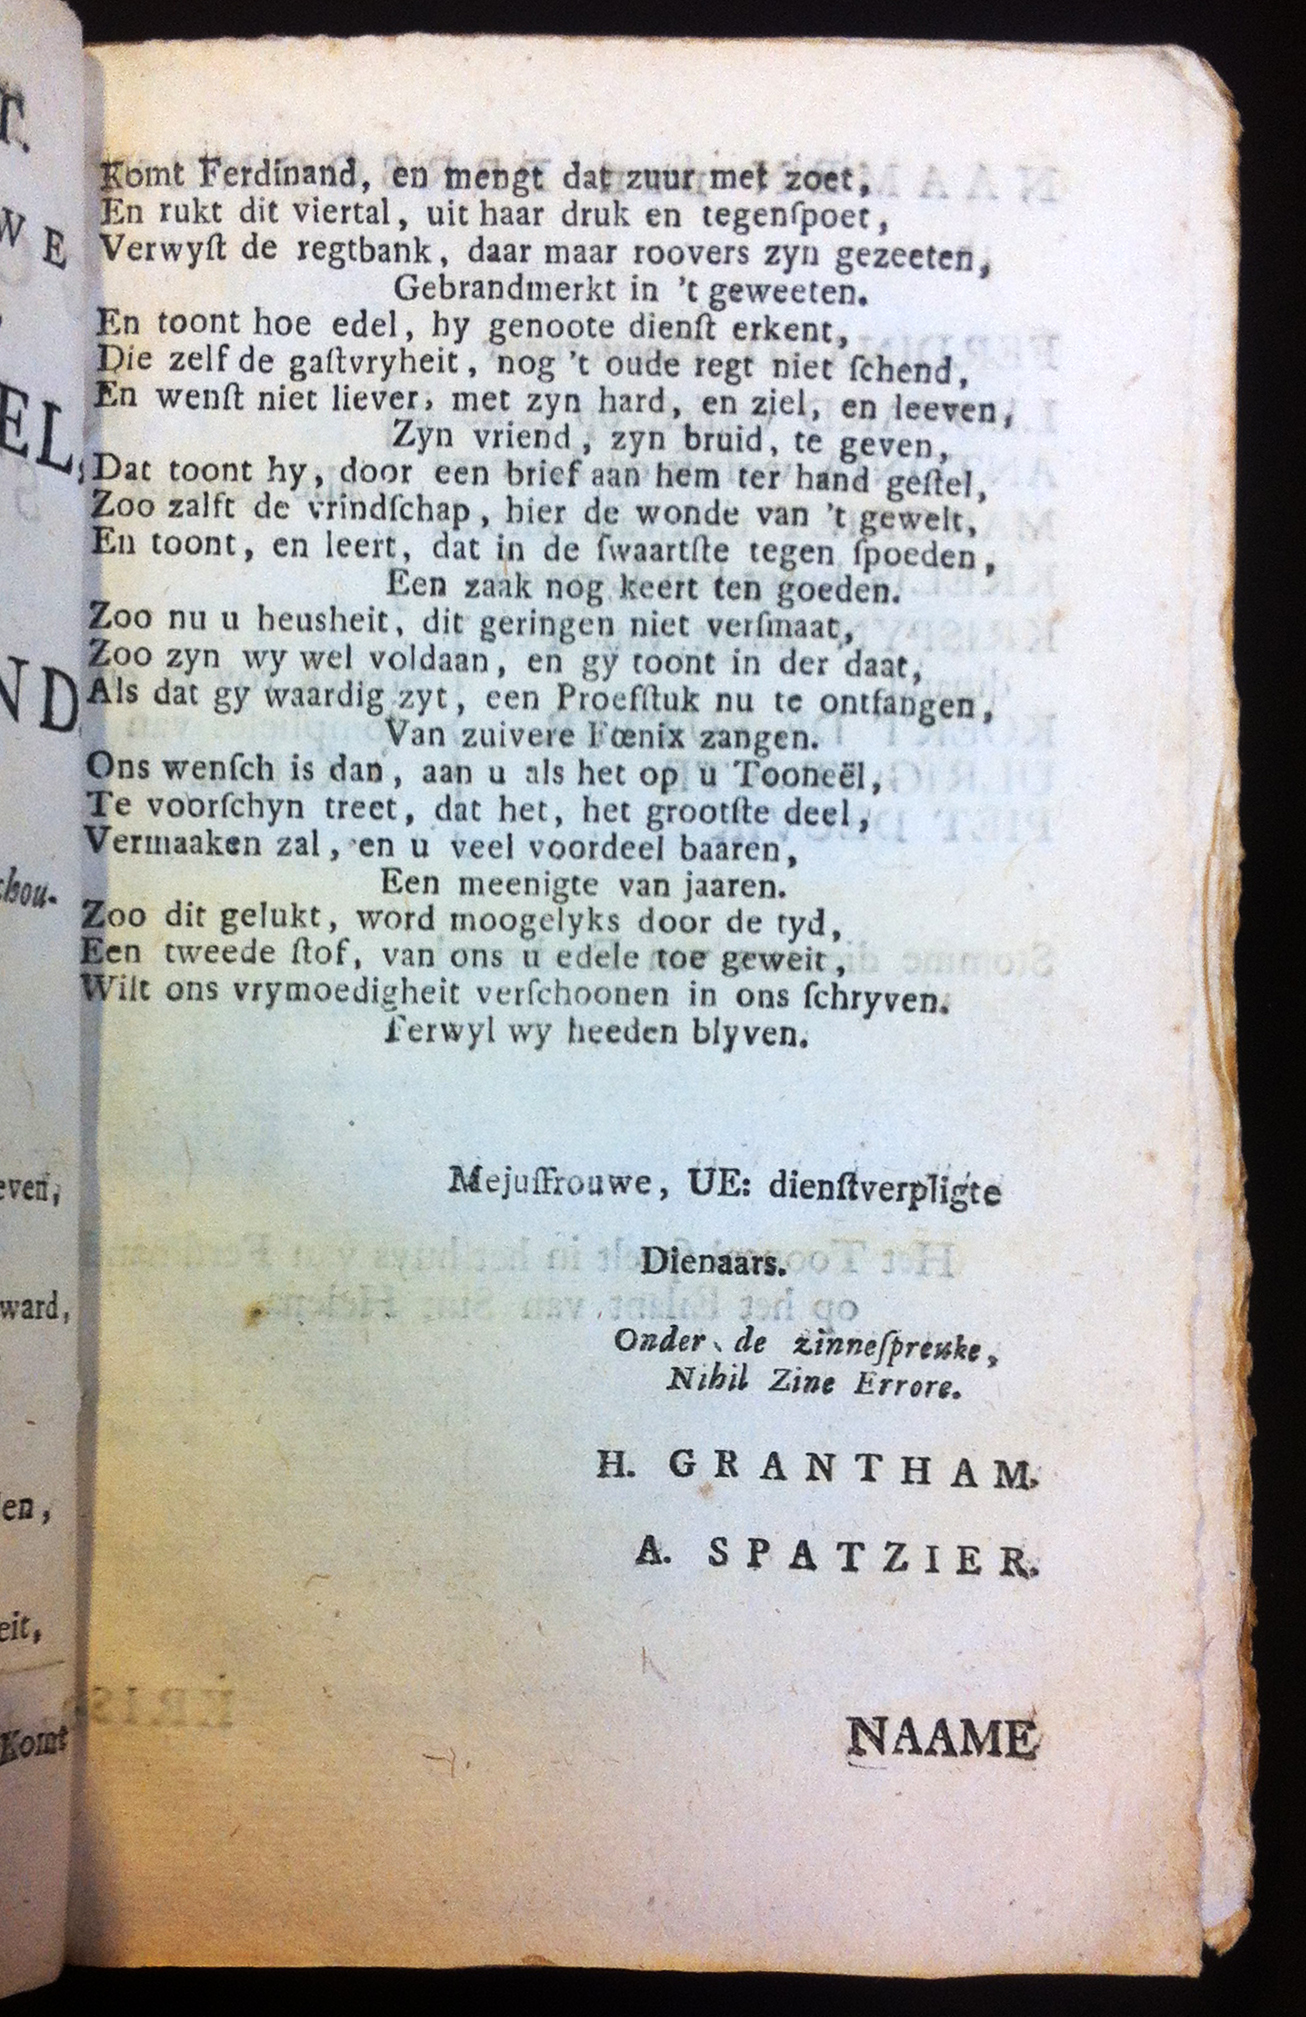 Komt Ferdinand, en mengt dat zuur met zoet,
En rukt dit viertal, uit haar druk en tegenſpoet,
Verwyſt de regtbank, daar maar roovers zyn gezeeten,
Gebrandmerkt in 't geweeten.
En toont hoe edel, hy genoote dienſt erkent,
Die zelf de gaſtvryheit, nog 't oude regt niet ſchend,
En wenſt niet liever, met zyn hard, en ziel, en leeven,
Zyn vriend, zyn bruid, te geven,
Dat toont hy, door een brief aan hem ter hand geſtel,
Zoo zalft de vrindſchap, hier de wonde van 't gewelt,
En toont, en leert, dat in de ſwaartſte tegen ſpoeden,
Een zaak nog keert ten goeden.
Zoo nu u heusheit, dit geringen niet verſmaat,
Zoo zyn wy wel voldaan, en gy toont in der daat,
Als dat gy waardig zyt, een Proefſtuk nu te ontfangen,
Van zuivere Fœnix zangen.
Ons wenſch is dan, aan u als het op u Tooneël,
Te voorſchyn treet, dat het, het grootſte deel,
Vermaaken zal, en u veel voordeel baaren,
Een meenigte van jaaren.
Zoo dit gelukt, word moogelyks door de tyd,
Een tweede ſtof, van ons u edele toe geweit,
Wilt ons vrymoedigheit verſchoonen in ons ſchryven.
Terwyl wy heeden blyven.
Mejuffrouwe, UE: dienſtverpligte
Dienaars.
Onder de zinneſpreuke,
Nihil Zine Errore.
H. GRANTHAM.
A. SPATZIER.
NAAME